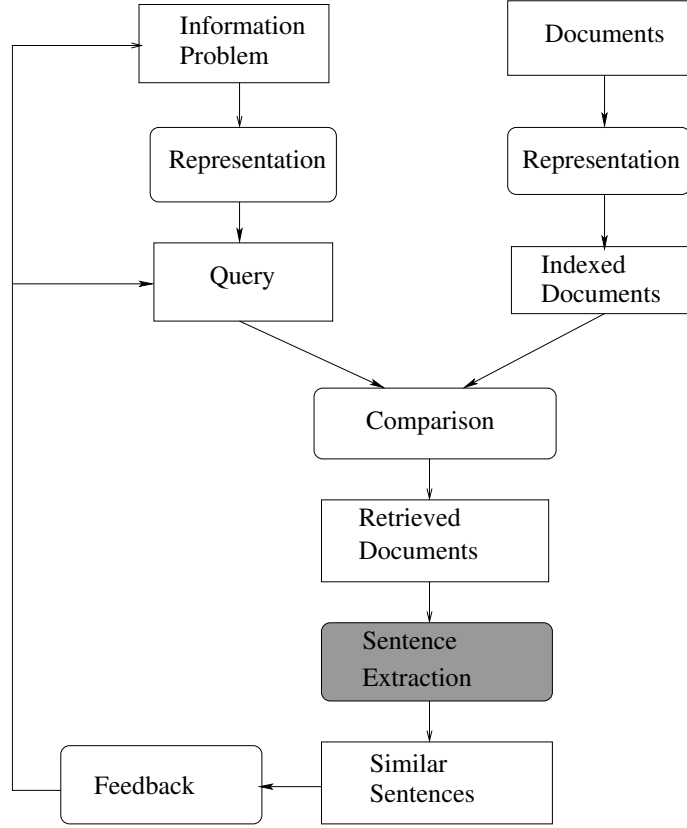 Information
Problem
Documents
Representation
Representation
Query
Indexed
Documents
Comparison
Retrieved
Documents
Sentence
Extraction
Similar
Sentences
Feedback